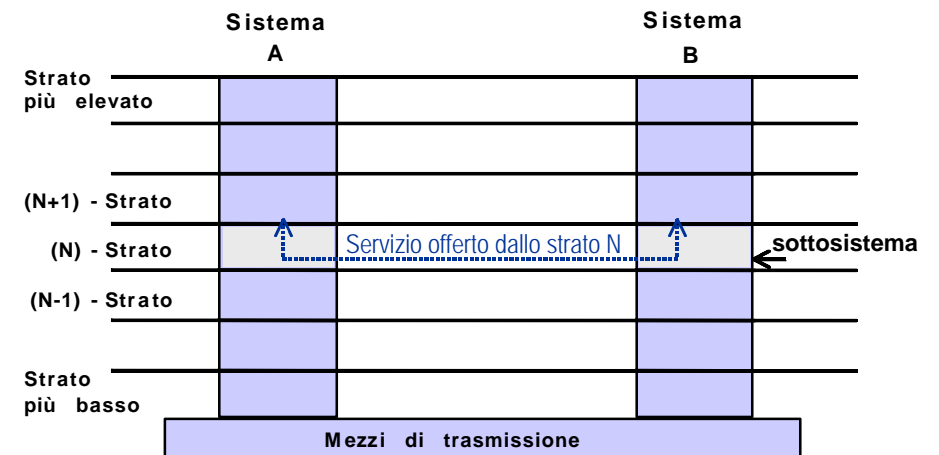 Sistema
A
Sistema
B
Strato
più elevato
(N+1) - Strato
(N) - Strato
Servizio offerto dallo strato N
sottosistema
(N-1) - Strato
Strato
più basso
Mezzi di trasmissione